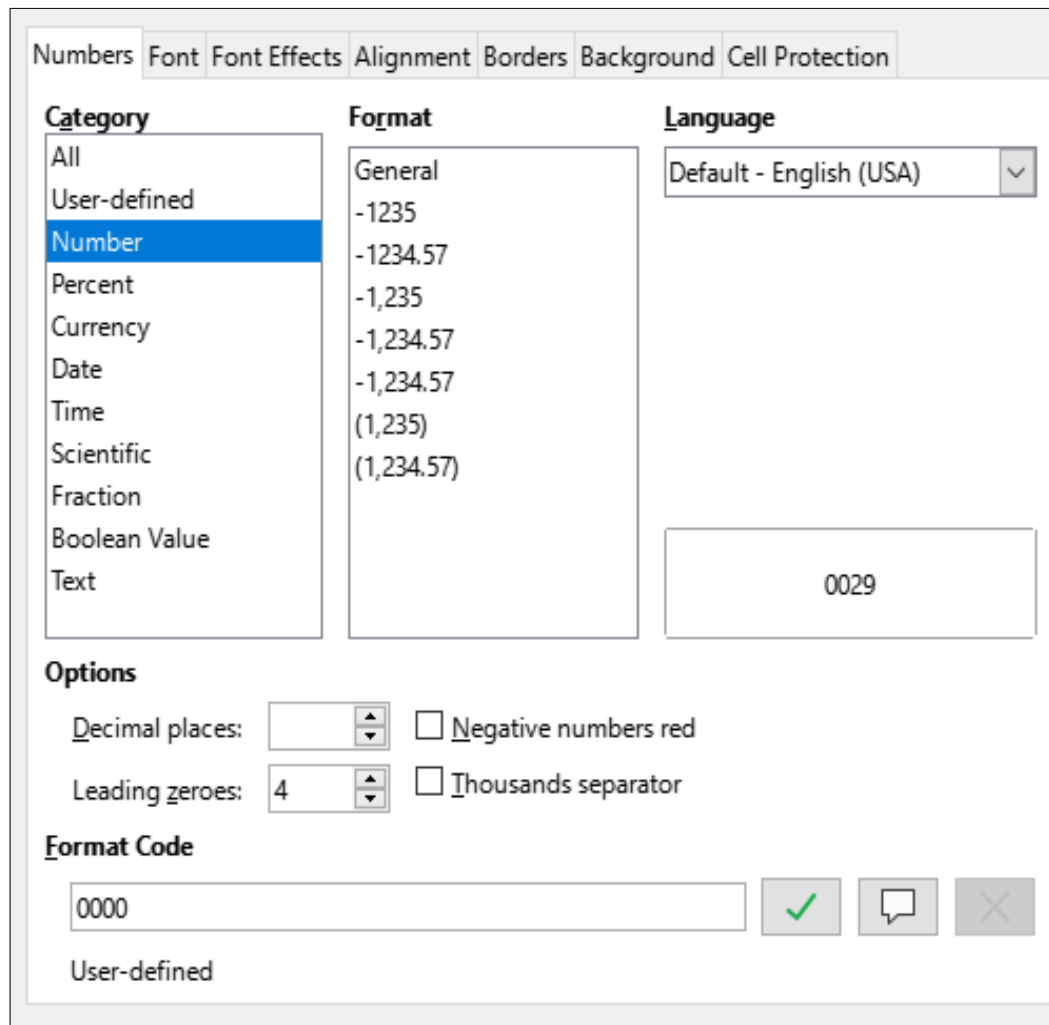 Numbers Font Font Effects Alignment Borders Background Cell Protection
Category
All
User-defined
Number
Percent
Currency
Date
Time
Scientific
Fraction
Boolean Value
Text
Format
General
-1235
-1234.57
-1,235
-1,234.57
-1,234.57
(1,235)
(1,234.57)
Language
Default - English (USA)
0029
Options
Decimal places:
Negative numbers red
Leading zeroes: 4
Thousands separator
Format Code
0000
User-defined